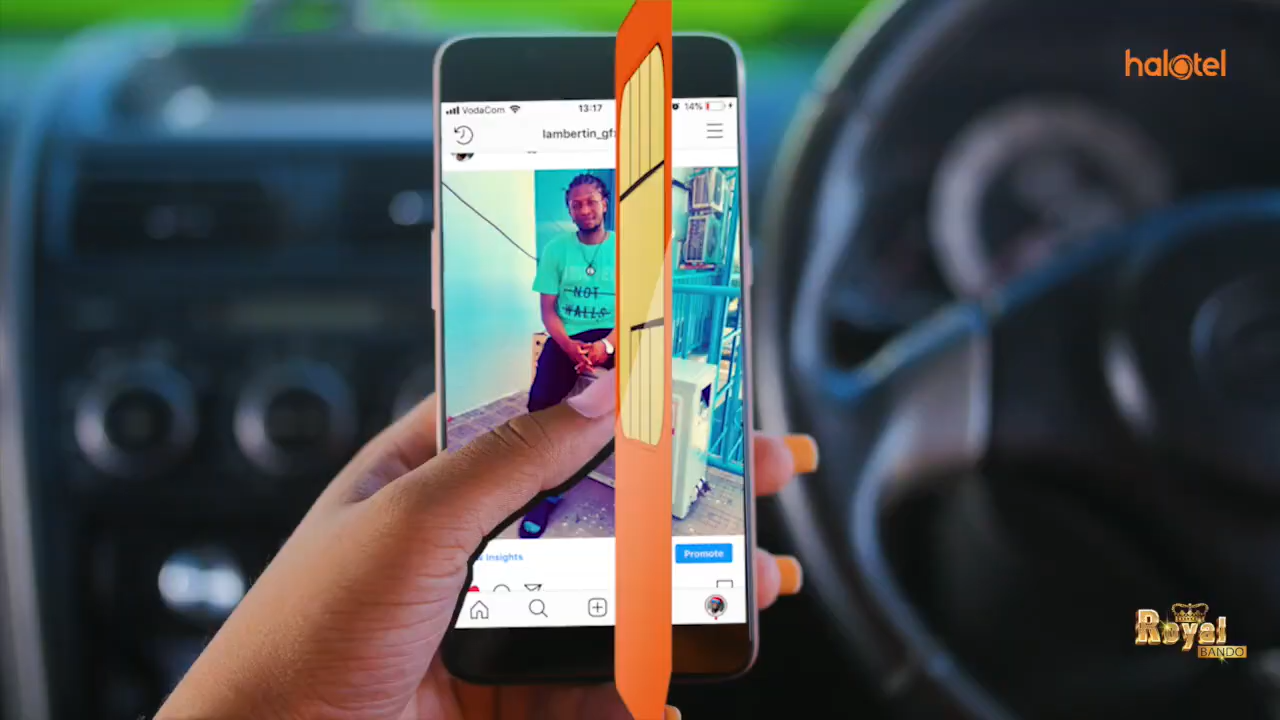 halotel
VodaCom
13:17
14%
lambertin_gf
NOT
WALLS
Insights
Promote
Royal
BANDO